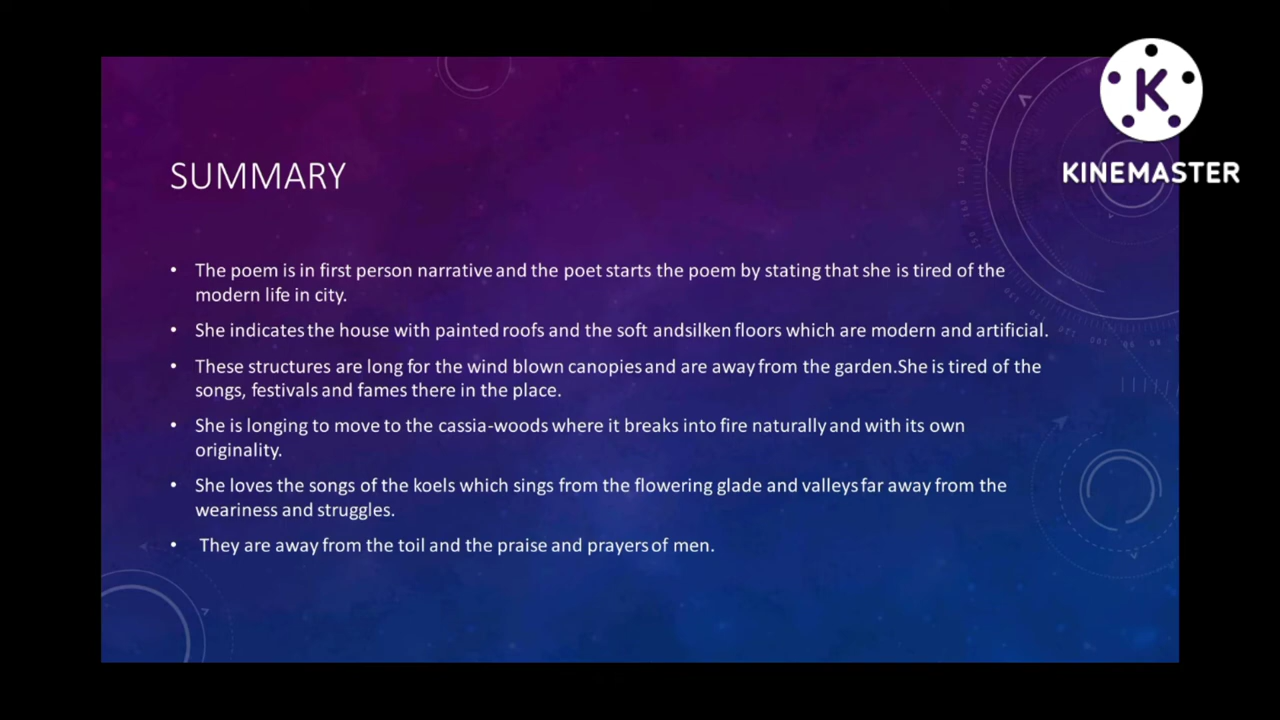 K
KINEMASTER
SUMMARY
• The poem is in first person narrative and the poet starts the poem by stating that she is tired of the
modern life in city.
• She indicates the house with painted roofs and the soft andsilken floors which are modern and artificial.
• These structures are long for the wind blown canopies and are away from the garden.She is tired of the
songs, festivals and fames there in the place.
• She is longing to move to the cassia-woods where it breaks into fire naturally and with its own
originality.
• She loves the songs of the koels which sings from the flowering glade and valleys far away from the
weariness and struggles.
• They are away from the toil and the praise and prayers of men.